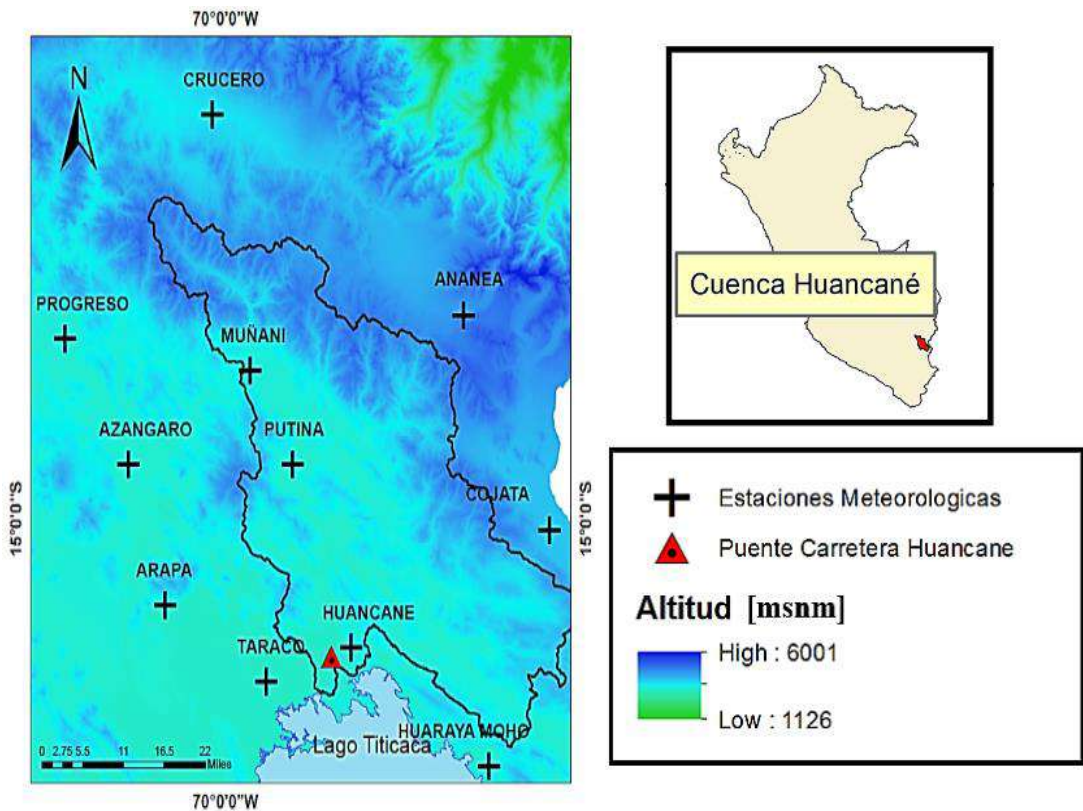 70°0'0"W
N
CRUCERO
ANANEA
PROGRESO
MUÑANI
AZANGARO
PUTINA
COJATA
15°0'0"S
15°0'0"S
ARAPA
HUANCANE
TARACO
HUARAYA MOHO
Lago Titicaca
0 2.75 5.5 11 16.5 22
Miles
70°0'0"W
Cuenca Huancané
Estaciones Meteorologicas
Puente Carretera Huancane
Altitud [msnm]
High : 6001
Low : 1126